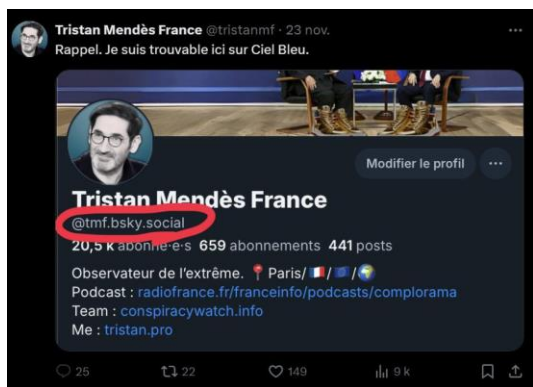 Tristan Mendès France @tristanmf · 23 nov.
Rappel. Je suis trouvable ici sur Ciel Bleu.
Modifier le profil
Tristan Mendès France
@tmf.bsky.social
20,5 k abonné·e·s 659 abonnements 441 posts
Observateur de l'extrême. 📍 Paris/🇫🇷/🇪🇺/🌍
Podcast : radiofrance.fr/franceinfo/podcasts/complorama
Team : conspiracywatch.info
Me : tristan.pro
25 22 149 9 k